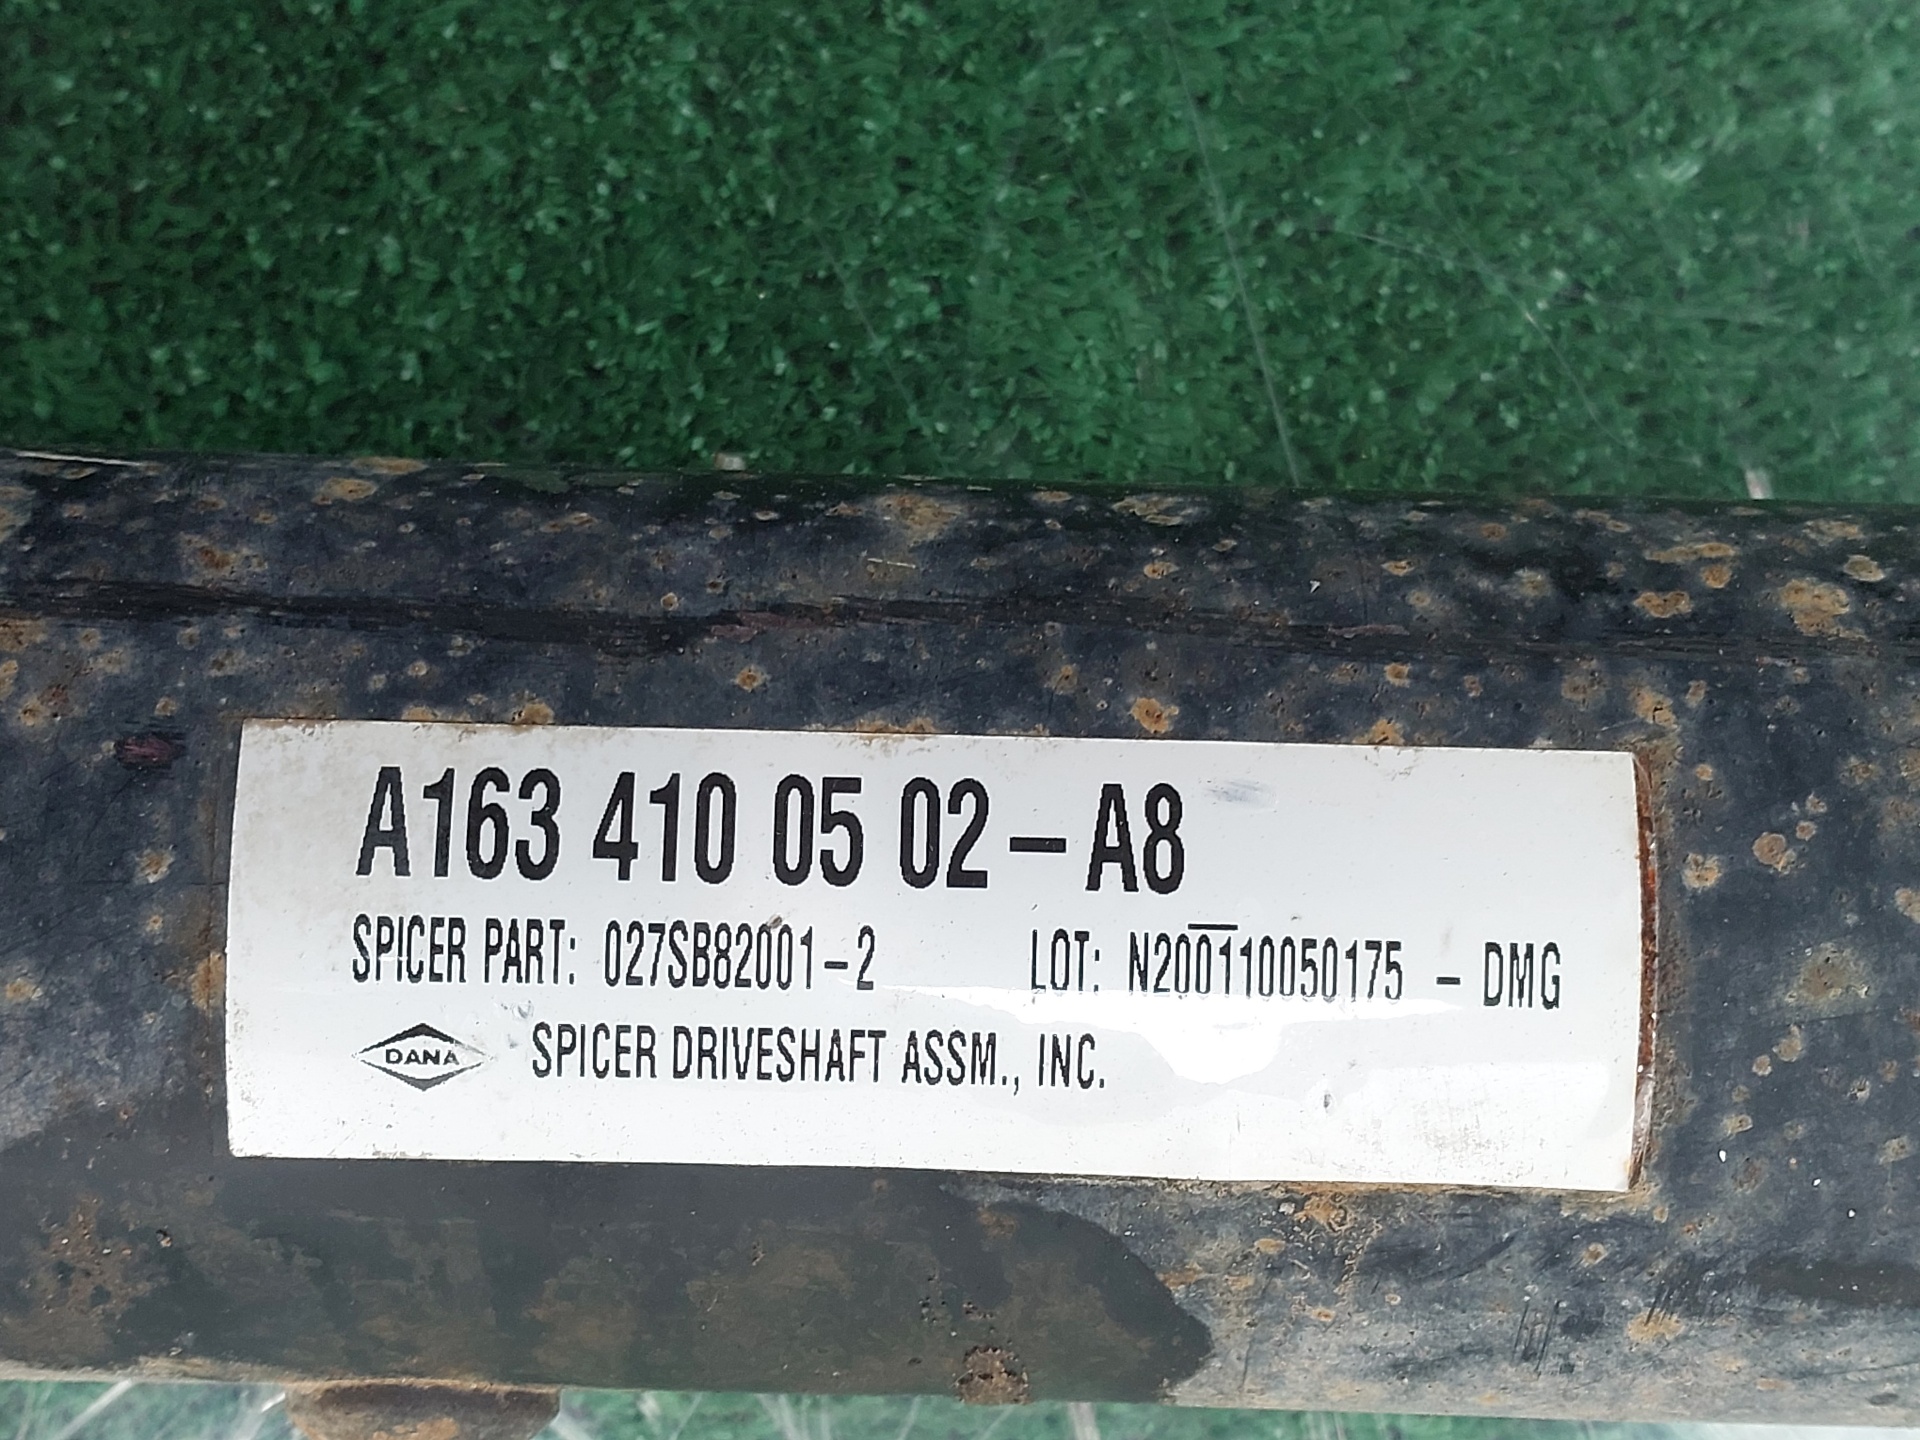 A163 410 05 02-A8
SPICER PART: 027SB82001-2 LOT: N200110050175 - DMG
DANA SPICER DRIVESHAFT ASSM., INC.